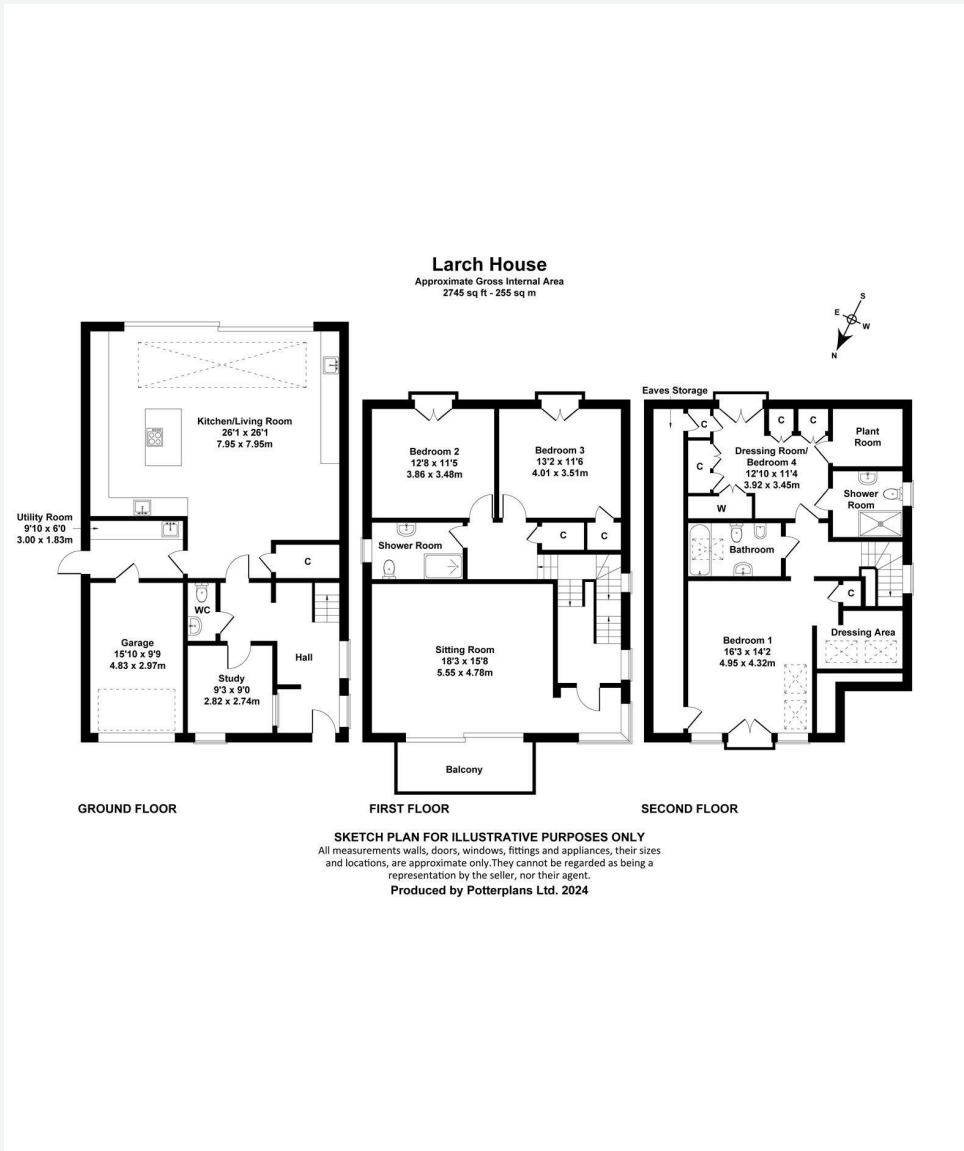 Larch House
Approximate Gross Internal Area
2745 sq ft - 255 sq m
S
E
W
N
Kitchen/Living Room
26'1 x 26'1
7.95 x 7.95m
Utility Room
9'10 x 6'0
3.00 x 1.83m
C
WC
Garage
15'10 x 9'9
4.83 x 2.97m
Hall
Study
9'3 x 9'0
2.82 x 2.74m
GROUND FLOOR
Bedroom 2
12'8 x 11'5
3.86 x 3.48m
Bedroom 3
13'2 x 11'6
4.01 x 3.51m
Shower Room
C
C
Sitting Room
18'3 x 15'8
5.55 x 4.78m
Balcony
FIRST FLOOR
Eaves Storage
C
C
C
Plant
Room
Dressing Room/
Bedroom 4
12'10 x 11'4
3.92 x 3.45m
C
W
Shower
Room
Bathroom
C
Dressing Area
Bedroom 1
16'3 x 14'2
4.95 x 4.32m
SECOND FLOOR
SKETCH PLAN FOR ILLUSTRATIVE PURPOSES ONLY
All measurements walls, doors, windows, fittings and appliances, their sizes
and locations, are approximate only.They cannot be regarded as being a
representation by the seller, nor their agent.
Produced by Potterplans Ltd. 2024